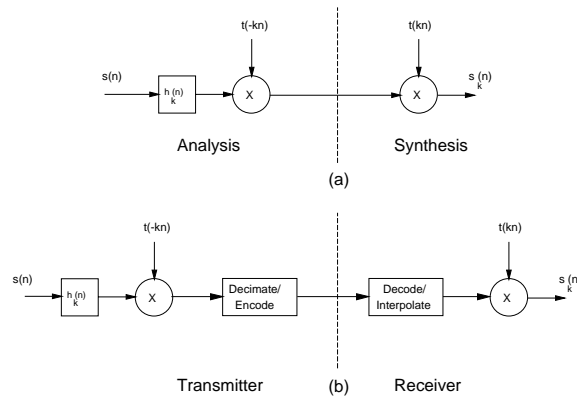 t(-kn)
t(kn)
s(n)
h (n)
k
X
X
s (n)
k
Analysis
Synthesis
(a)
t(-kn)
t(kn)
s(n)
h (n)
k
X
Decimate/
Encode
Decode/
Interpolate
X
s (n)
k
Transmitter
(b)
Receiver